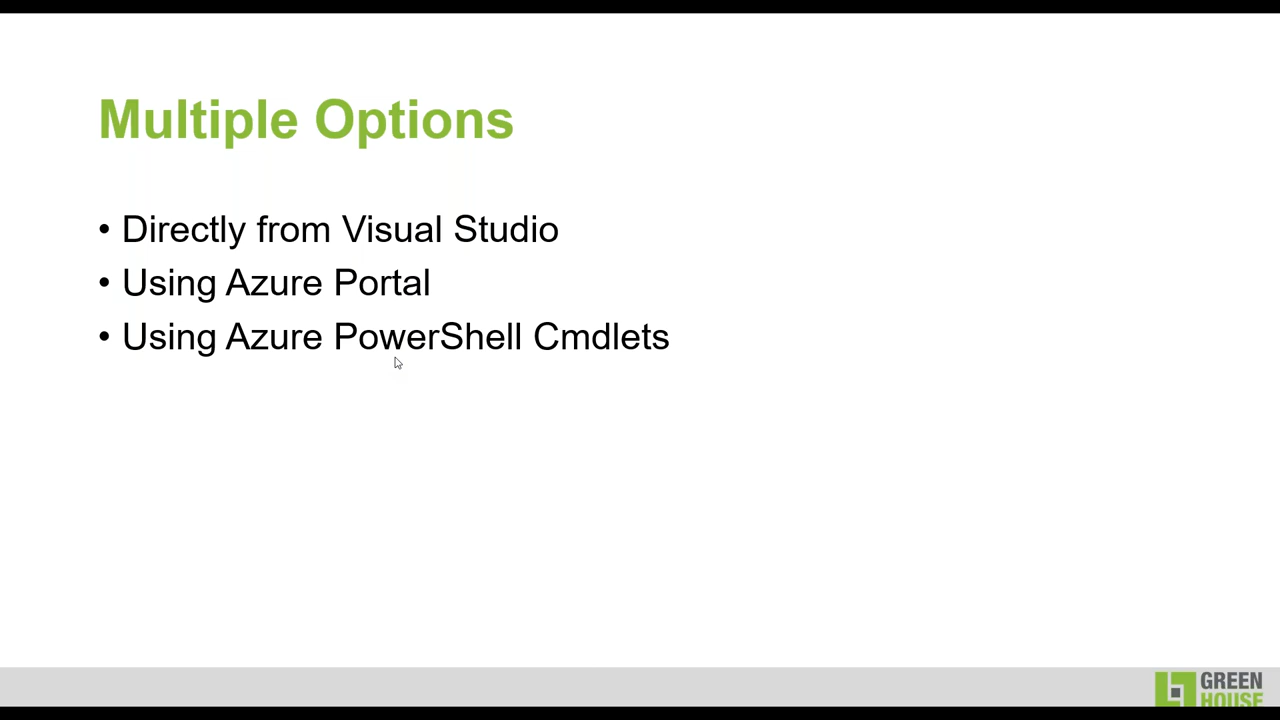 Multiple Options
• Directly from Visual Studio
• Using Azure Portal
• Using Azure PowerShell Cmdlets
GREEN
HOUSE